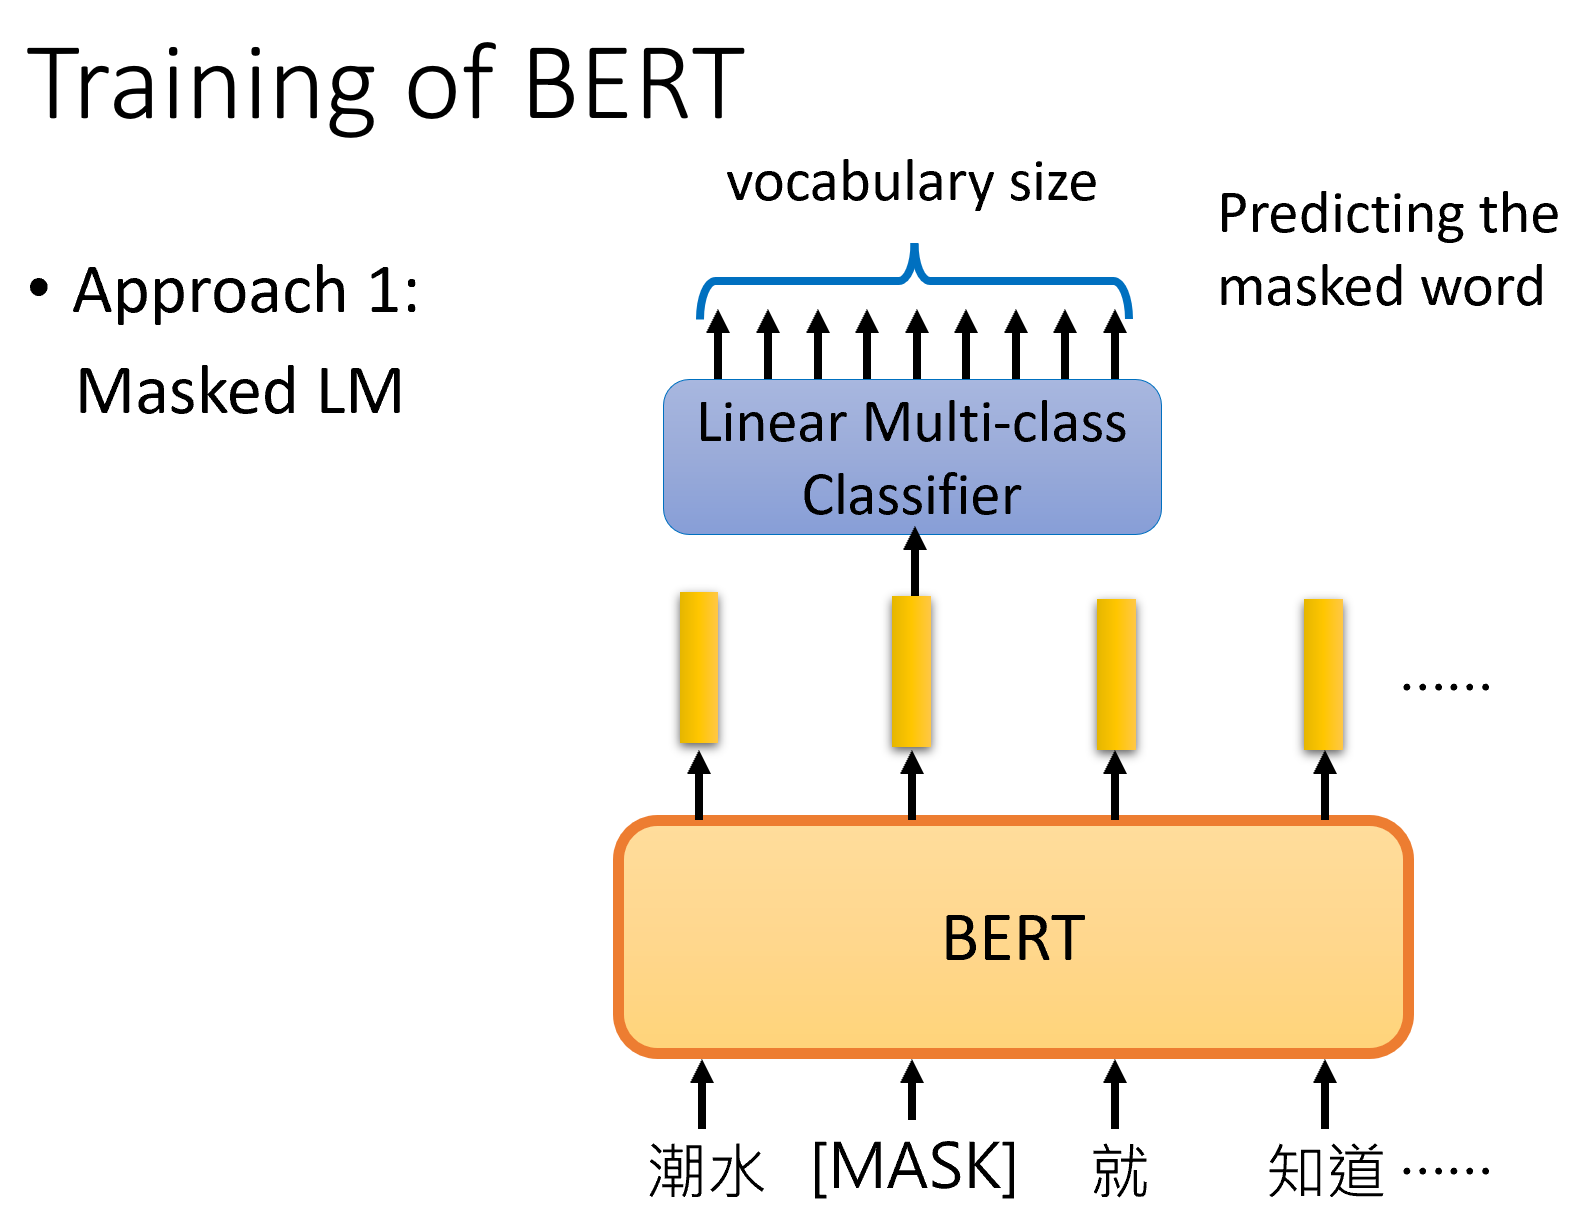 Training of BERT
• Approach 1:
Masked LM
vocabulary size
Predicting the
masked word
Linear Multi-class
Classifier
……
BERT
潮水 [MASK] 就 知道 ……